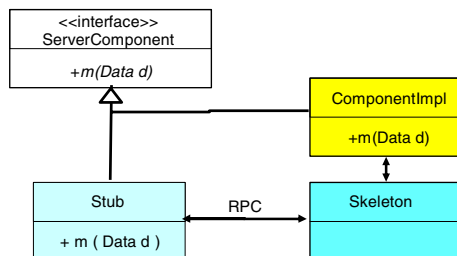 <<interface>>
ServerComponent
+m(Data d)
ComponentImpl
+m(Data d)
Stub
+ m ( Data d )
RPC
Skeleton